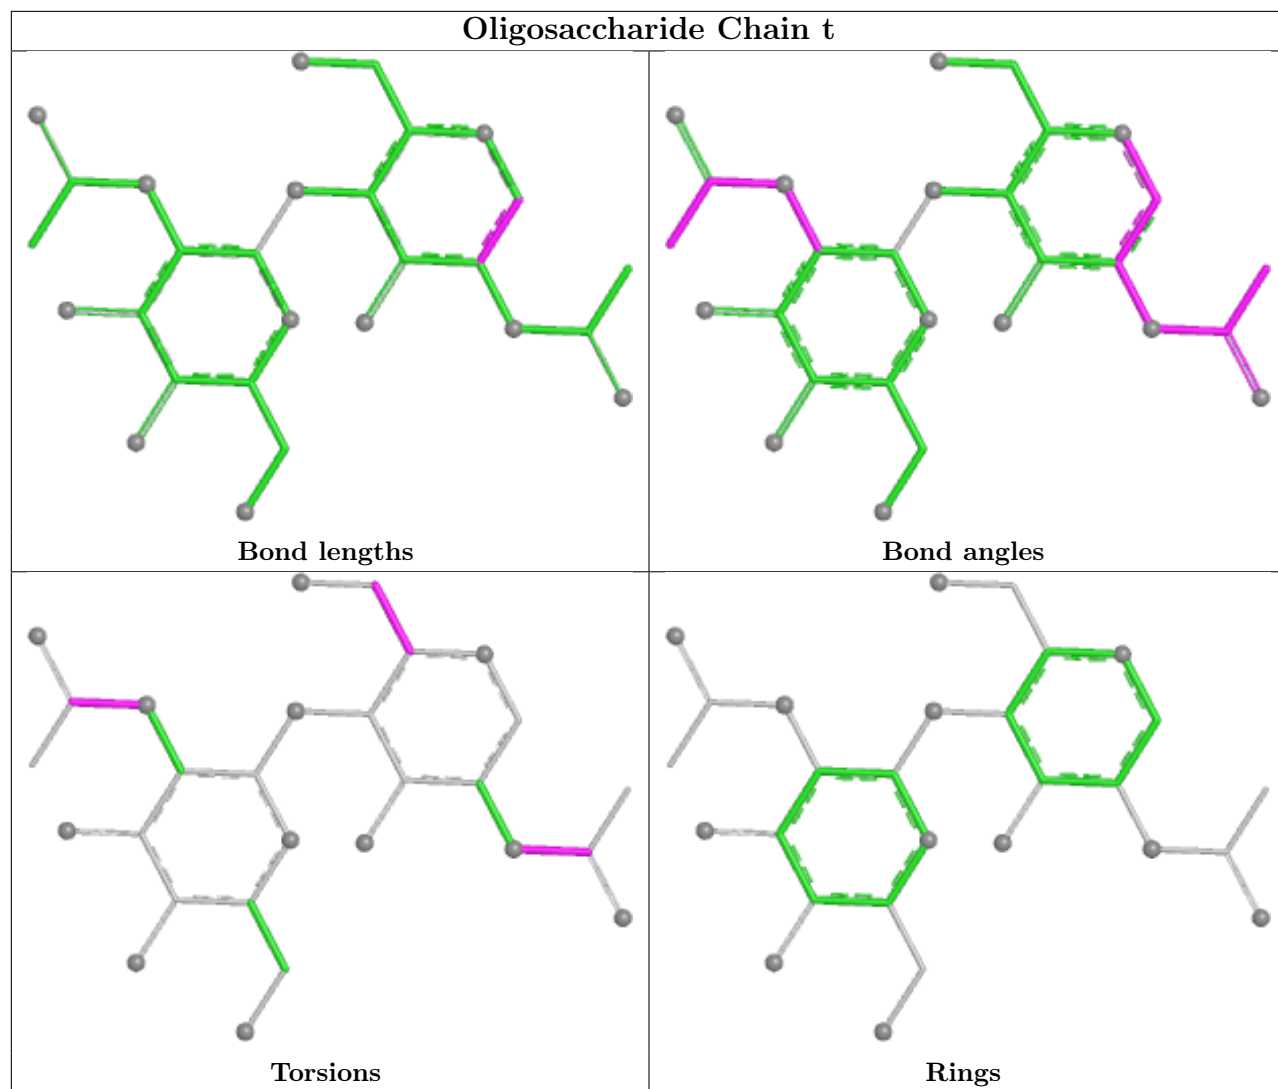 Oligosaccharide Chain t
Bond lengths
Bond angles
Torsions
Rings